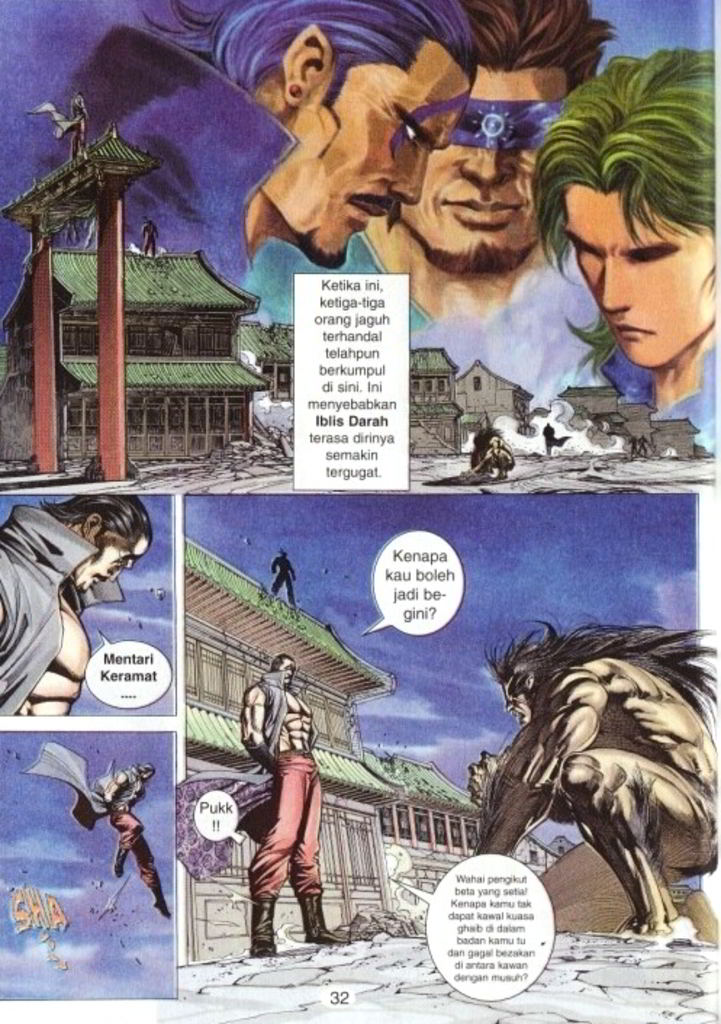 Ketika ini,
ketiga-tiga
orang jaguh
terhandal
telahpun
berkumpul
di sini. Ini
menyebabkan
Iblis Darah
terasa dirinya
semakin
tergugat.
Mentari
Keramat
....
SHA
Kenapa
kau boleh
jadi be-
gini?
Pukk
!!
Wahai pengikut
beta yang setia!
Kenapa kamu tak
dapat kawal kuasa
ghaib di dalam
badan kamu tu
dan gagal bezakan
di antara kawan
dengan musuh?
32